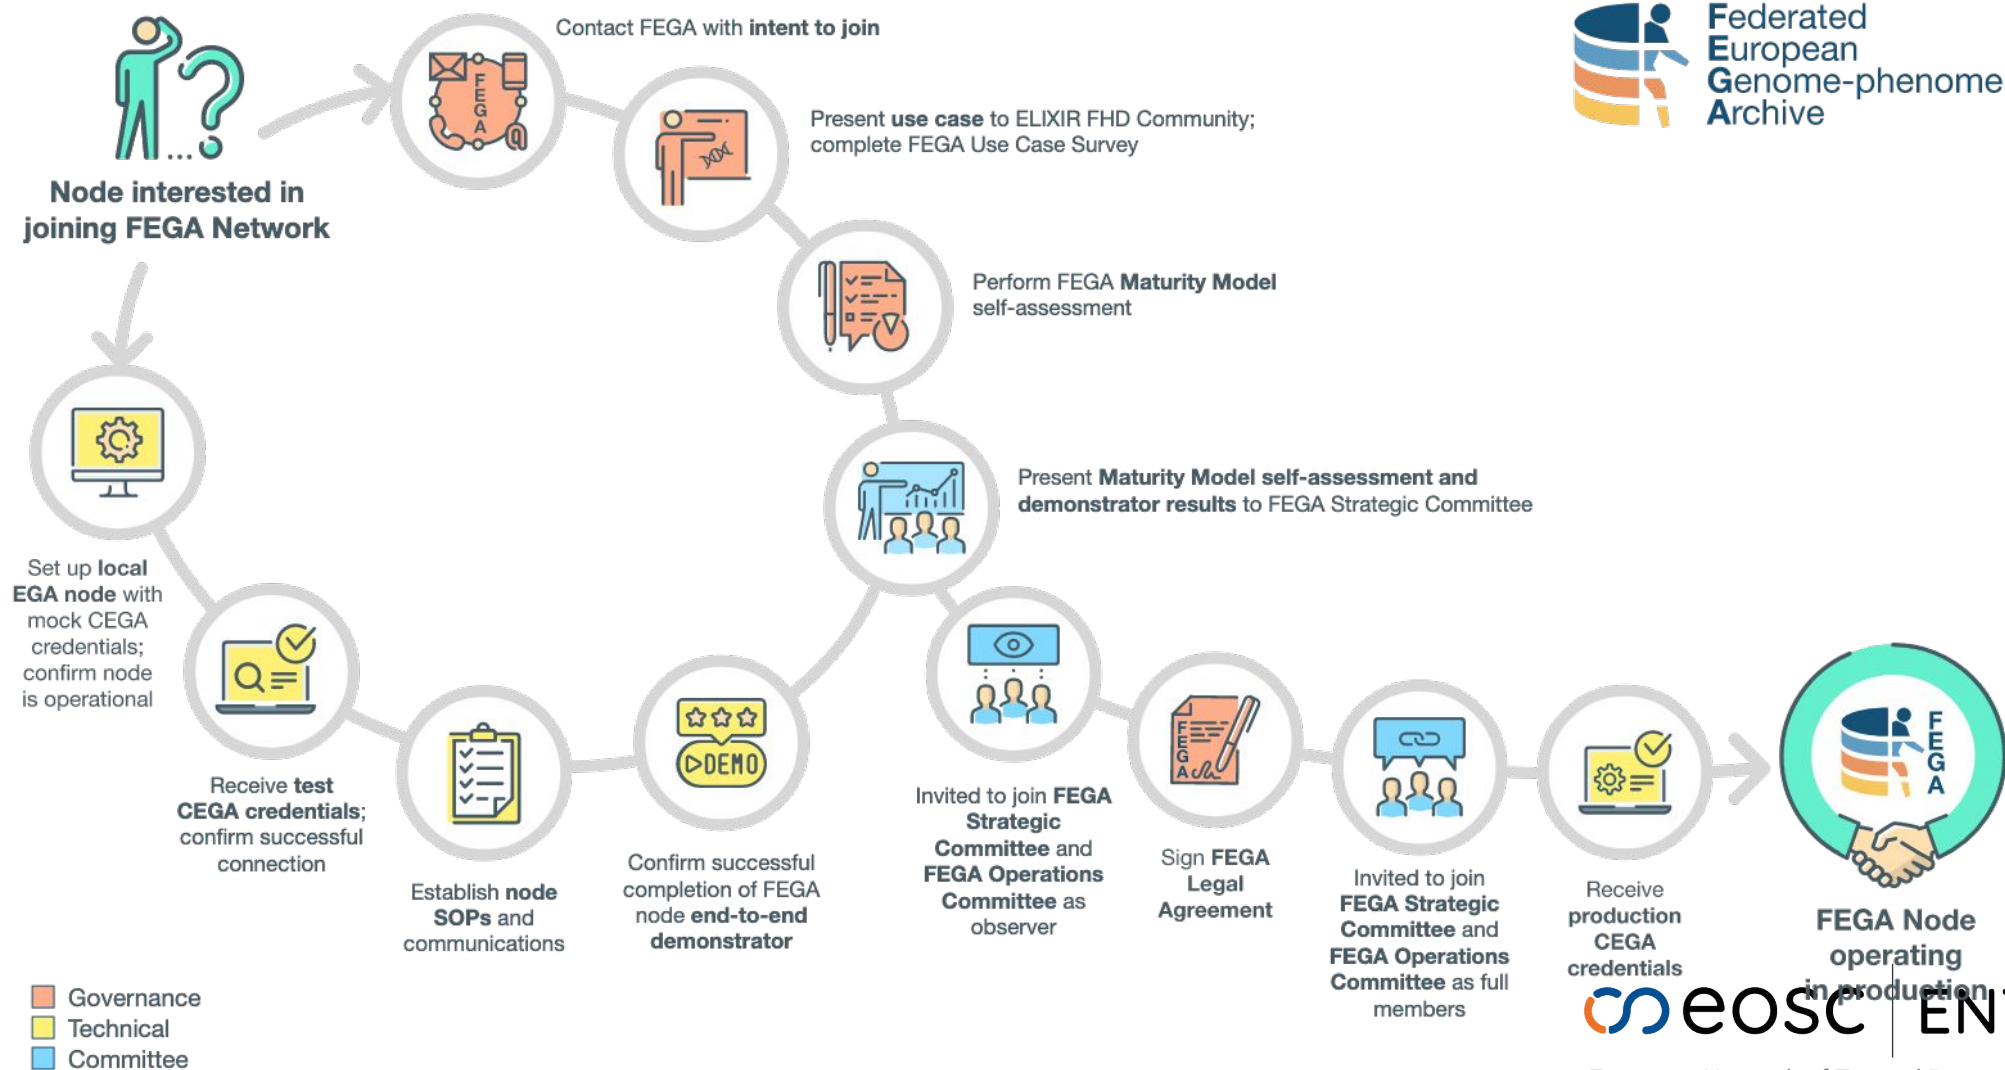 Contact FEGA with intent to join
Federated
European
Genome-phenome
Archive
FEGA
Present use case to ELIXIR FHD Community;
complete FEGA Use Case Survey
Node interested in
joining FEGA Network
Perform FEGA Maturity Model
self-assessment
Present Maturity Model self-assessment and
demonstrator results to FEGA Strategic Committee
Set up local
EGA node with
mock CEGA
credentials;
confirm node
is operational
Receive test
CEGA credentials;
confirm successful
connection
Establish node
SOPs and
communications
DEMO
Confirm successful
completion of FEGA
node end-to-end
demonstrator
Invited to join FEGA
Strategic
Committee and
FEGA Operations
Committee as
observer
FEGA
Sign FEGA
Legal
Agreement
Invited to join
FEGA Strategic
Committee and
FEGA Operations
Committee as full
members
Receive
production
CEGA
credentials
FEGA
FEGA Node
operating
in production
Governance
Technical
Committee
eosc